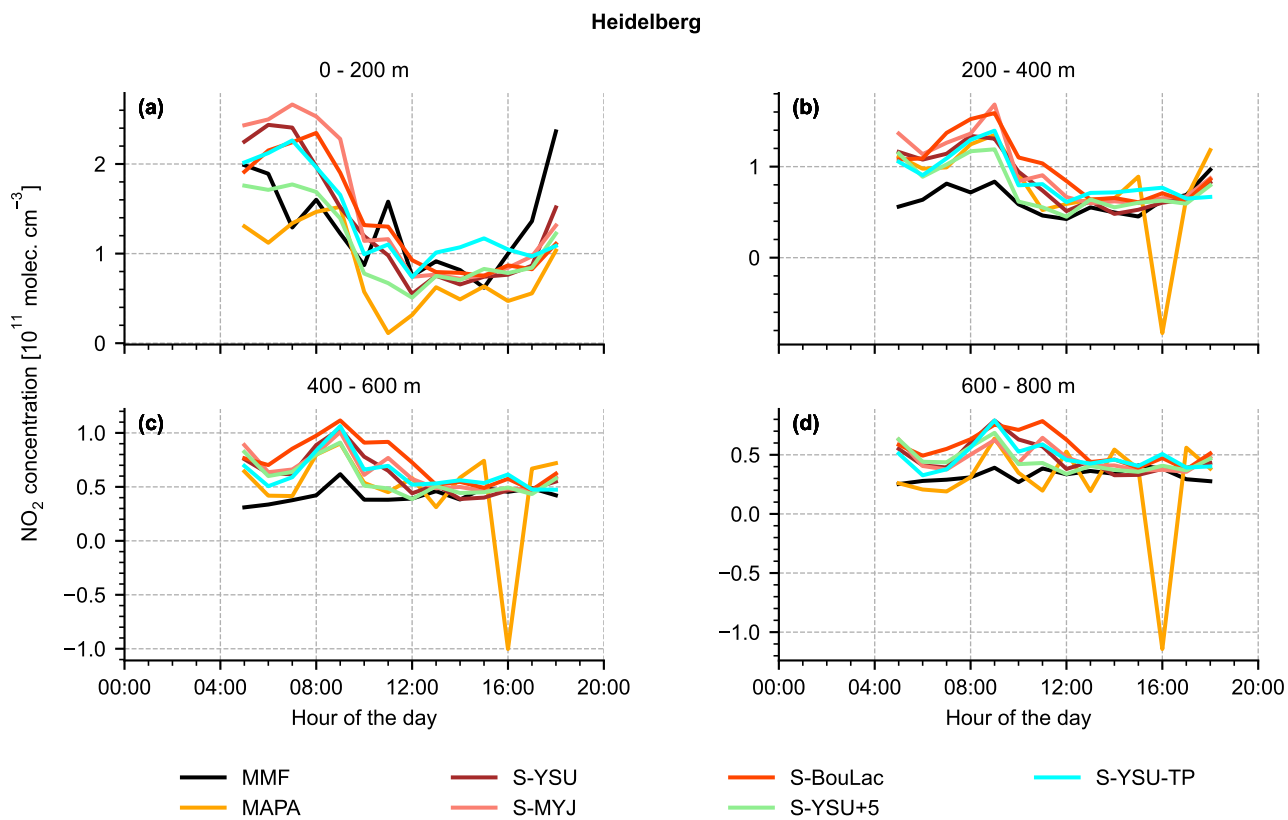 Heidelberg
0 - 200 m
200 - 400 m
(a)
(b)
2
1
0
1
0
NO₂ concentration [10¹¹ molec. cm⁻³]
400 - 600 m
600 - 800 m
(c)
(d)
1.0
0.5
0.0
−0.5
−1.0
0.5
0.0
−0.5
−1.0
00:00 04:00 08:00 12:00 16:00 20:00
00:00 04:00 08:00 12:00 16:00 20:00
Hour of the day
Hour of the day
MMF S-YSU S-BouLac S-YSU-TP
MAPA S-MYJ S-YSU+5